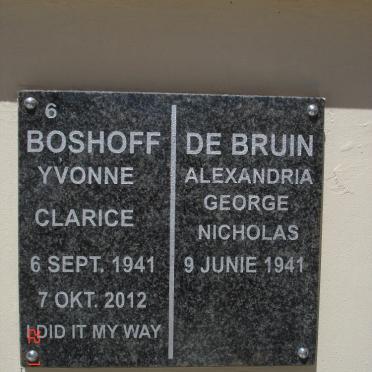 6
BOSHOFF
YVONNE
CLARICE
6 SEPT. 1941
7 OKT. 2012
I DID IT MY WAY
DE BRUIN
ALEXANDRIA
GEORGE
NICHOLAS
9 JUNIE 1941